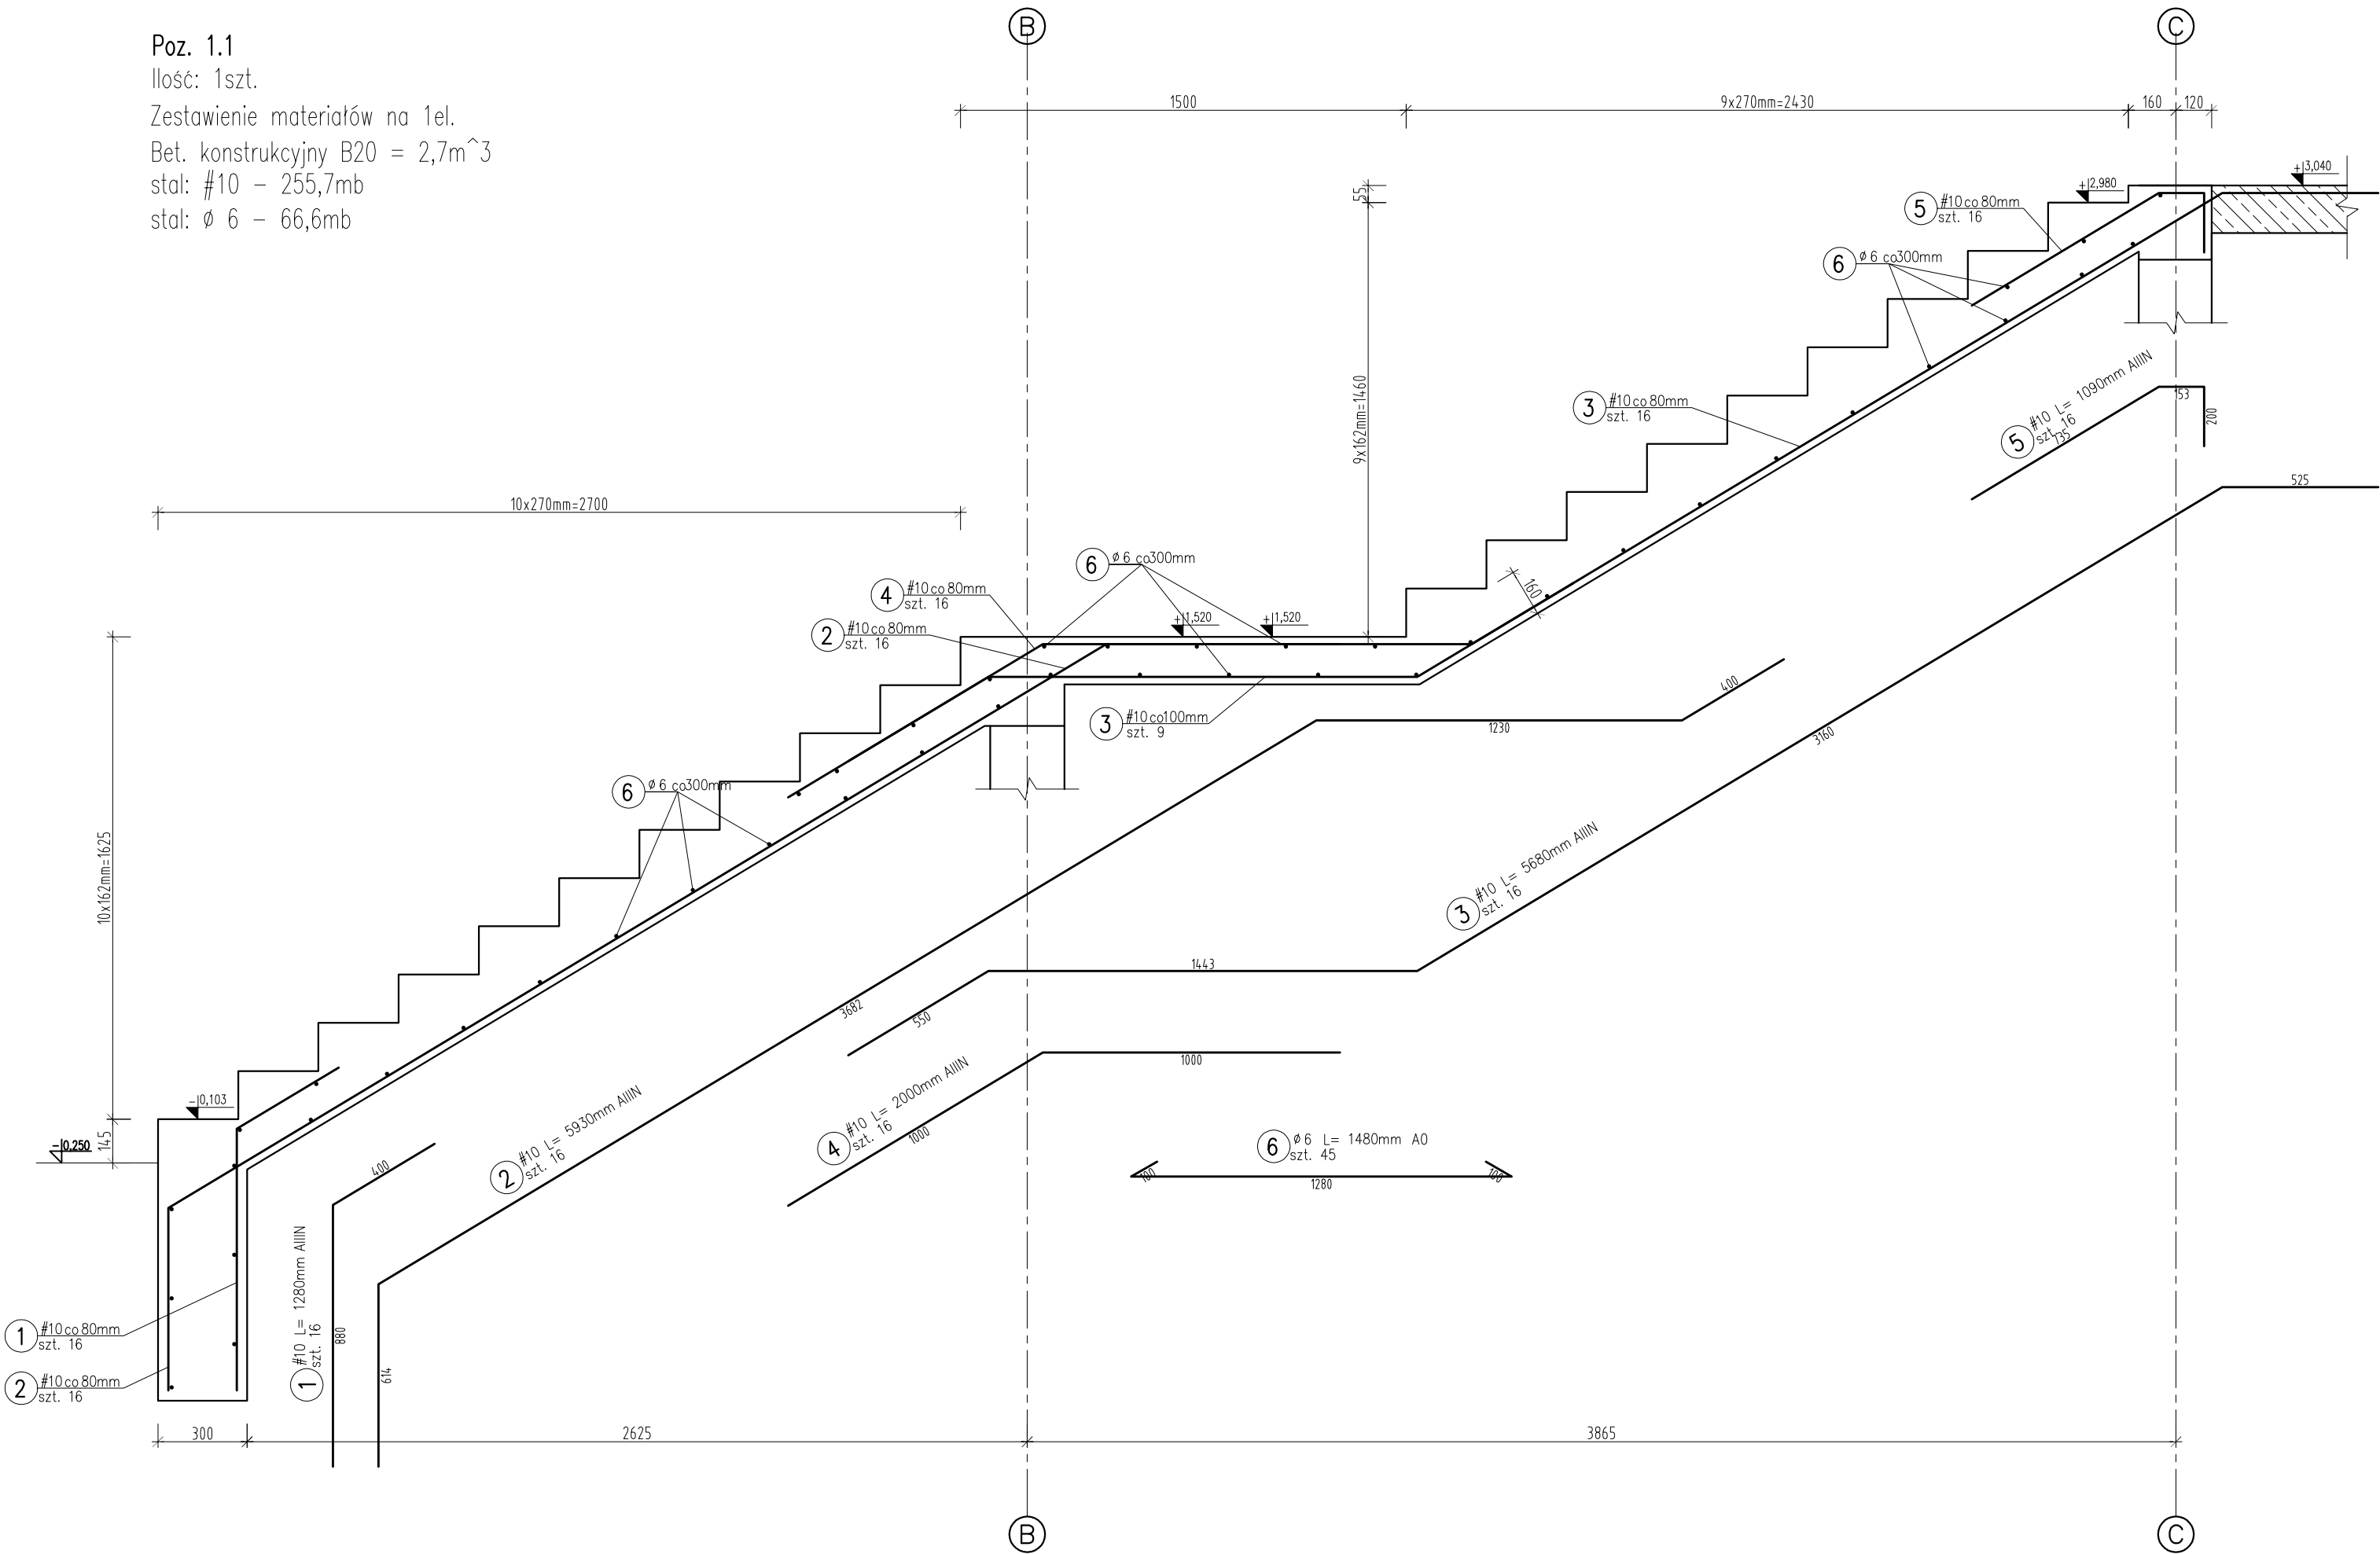 Poz. 1.1
Ilość: 1szt.
Zestawienie materiałów na 1el.
Bet. konstrukcyjny B20 = 2,7m^3
stal: #10 - 255,7mb
stal: ø 6 - 66,6mb
B
C
1500
9x270mm=2430
160
120
+3,040
+2,980
55
5
#10 co 80mm
szt. 16
6
ø 6 co300mm
9x162mm=1460
3
#10 co 80mm
szt. 16
5
#10 L= 1090mm AIIIN
szt. 16
735
153
200
525
10x270mm=2700
6
ø 6 co300mm
4
#10 co 80mm
szt. 16
2
#10 co 80mm
szt. 16
+1,520
+1,520
160
3
#10 co100mm
szt. 9
400
1230
3160
6
ø 6 co300mm
10x162mm=1625
3
#10 L= 5680mm AIIIN
szt. 16
1443
550
3682
-0,103
-0,250
145
400
2
#10 L= 5930mm AIIIN
szt. 16
4
#10 L= 2000mm AIIIN
szt. 16
1000
1000
6
ø 6 L= 1480mm A0
szt. 45
100
1280
100
1
#10 L= 1280mm AIIIN
szt. 16
880
614
1
#10 co 80mm
szt. 16
2
#10 co 80mm
szt. 16
300
2625
3865
B
C